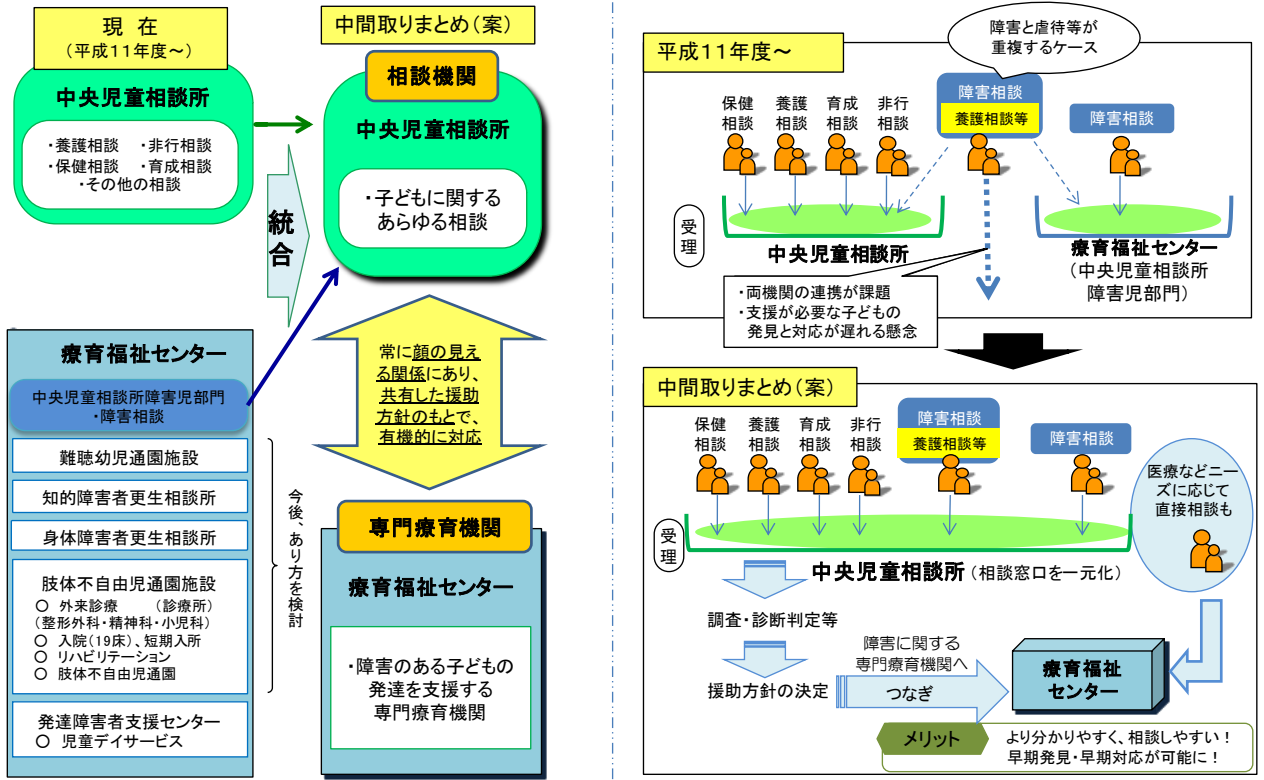 現 在
（平成１１年度～）
中央児童相談所
・養護相談　・非行相談
・保健相談　・育成相談
・その他の相談
中間取りまとめ（案）
相談機関
中央児童相談所
・子どもに関する
あらゆる相談
統合
療育福祉センター
中央児童相談所障害児部門
・障害相談
難聴幼児通園施設
知的障害者更生相談所
身体障害者更生相談所
肢体不自由児通園施設
○ 外来診療　（診療所）
（整形外科・精神科・小児科）
○ 入院（19床）、短期入所
○ リハビリテーション
○ 肢体不自由児通園
発達障害者支援センター
○ 児童デイサービス
今後、あり方を検討
常に顔の見え
る関係にあり、
共有した援助
方針のもとで、
有機的に対応
専門療育機関
療育福祉センター
・障害のある子どもの
発達を支援する
専門療育機関
平成１１年度～
障害と虐待等が
重複するケース
保健
相談
養護
相談
育成
相談
非行
相談
障害相談
養護相談等
障害相談
受理
中央児童相談所
療育福祉センター
（中央児童相談所
障害児部門）
・両機関の連携が課題
・支援が必要な子どもの
発見と対応が遅れる懸念
中間取りまとめ（案）
保健
相談
養護
相談
育成
相談
非行
相談
障害相談
養護相談等
障害相談
医療などニー
ズに応じて
直接相談も
受理
中央児童相談所（相談窓口を一元化）
調査・診断判定等
援助方針の決定
障害に関する
専門療育機関へ
つなぎ
療育福祉
センター
メリット
より分かりやすく、相談しやすい！
早期発見・早期対応が可能に！